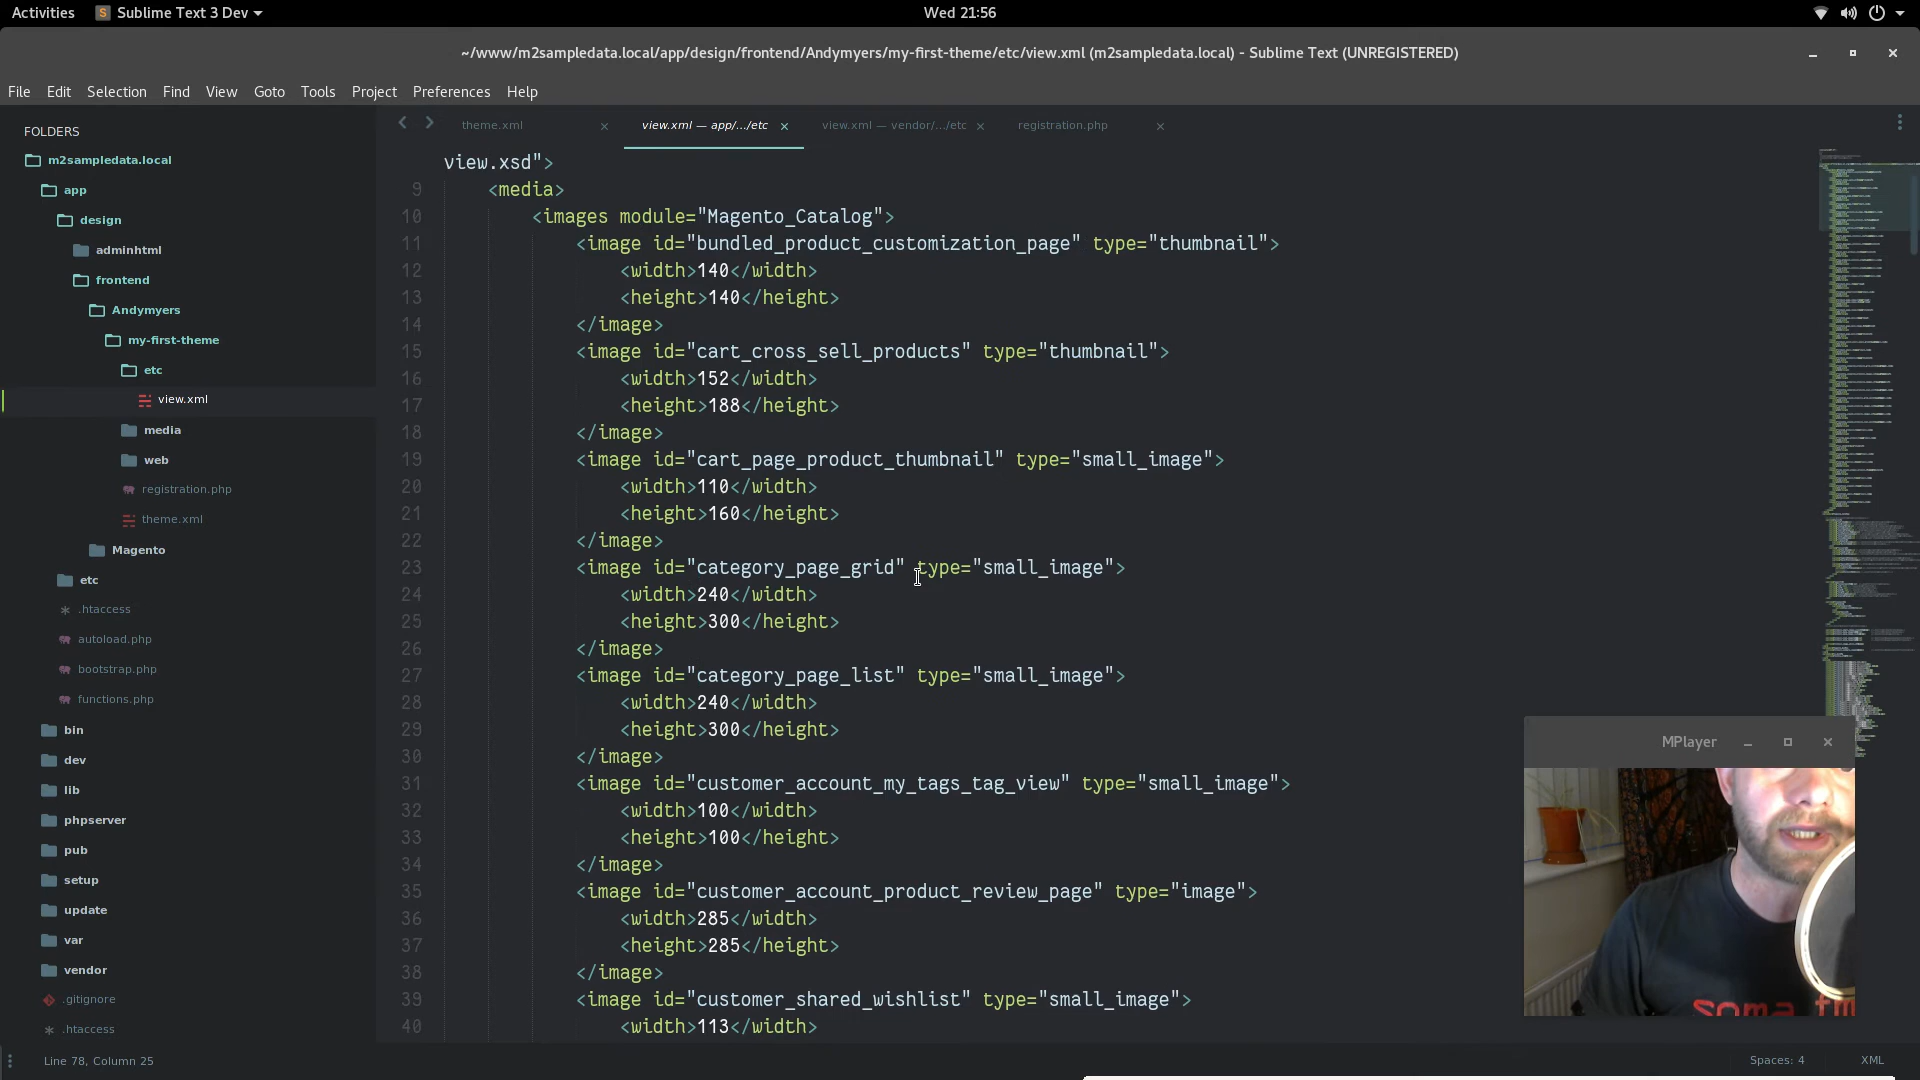 Activities
Sublime Text 3 Dev
Wed 21:56
~/www/m2sampledata.local/app/design/frontend/Andymyers/my-first-theme/etc/view.xml (m2sampledata.local) - Sublime Text (UNREGISTERED)
File Edit Selection Find View Goto Tools Project Preferences Help
FOLDERS
m2sampledata.local
app
design
adminhtml
frontend
Andymyers
my-first-theme
etc
view.xml
media
web
registration.php
theme.xml
Magento
etc
.htaccess
autoload.php
bootstrap.php
functions.php
bin
dev
lib
phpserver
pub
setup
update
var
vendor
.gitignore
.htaccess
theme.xml
view.xml — app/.../etc
view.xml — vendor/.../etc
registration.php
view.xsd">
9 <media>
10 <images module="Magento_Catalog">
11 <image id="bundled_product_customization_page" type="thumbnail">
12 <width>140</width>
13 <height>140</height>
14 </image>
15 <image id="cart_cross_sell_products" type="thumbnail">
16 <width>152</width>
17 <height>188</height>
18 </image>
19 <image id="cart_page_product_thumbnail" type="small_image">
20 <width>110</width>
21 <height>160</height>
22 </image>
23 <image id="category_page_grid" type="small_image">
24 <width>240</width>
25 <height>300</height>
26 </image>
27 <image id="category_page_list" type="small_image">
28 <width>240</width>
29 <height>300</height>
30 </image>
31 <image id="customer_account_my_tags_tag_view" type="small_image">
32 <width>100</width>
33 <height>100</height>
34 </image>
35 <image id="customer_account_product_review_page" type="image">
36 <width>285</width>
37 <height>285</height>
38 </image>
39 <image id="customer_shared_wishlist" type="small_image">
40 <width>113</width>
MPlayer
soma fm
Line 78, Column 25
Spaces: 4
XML